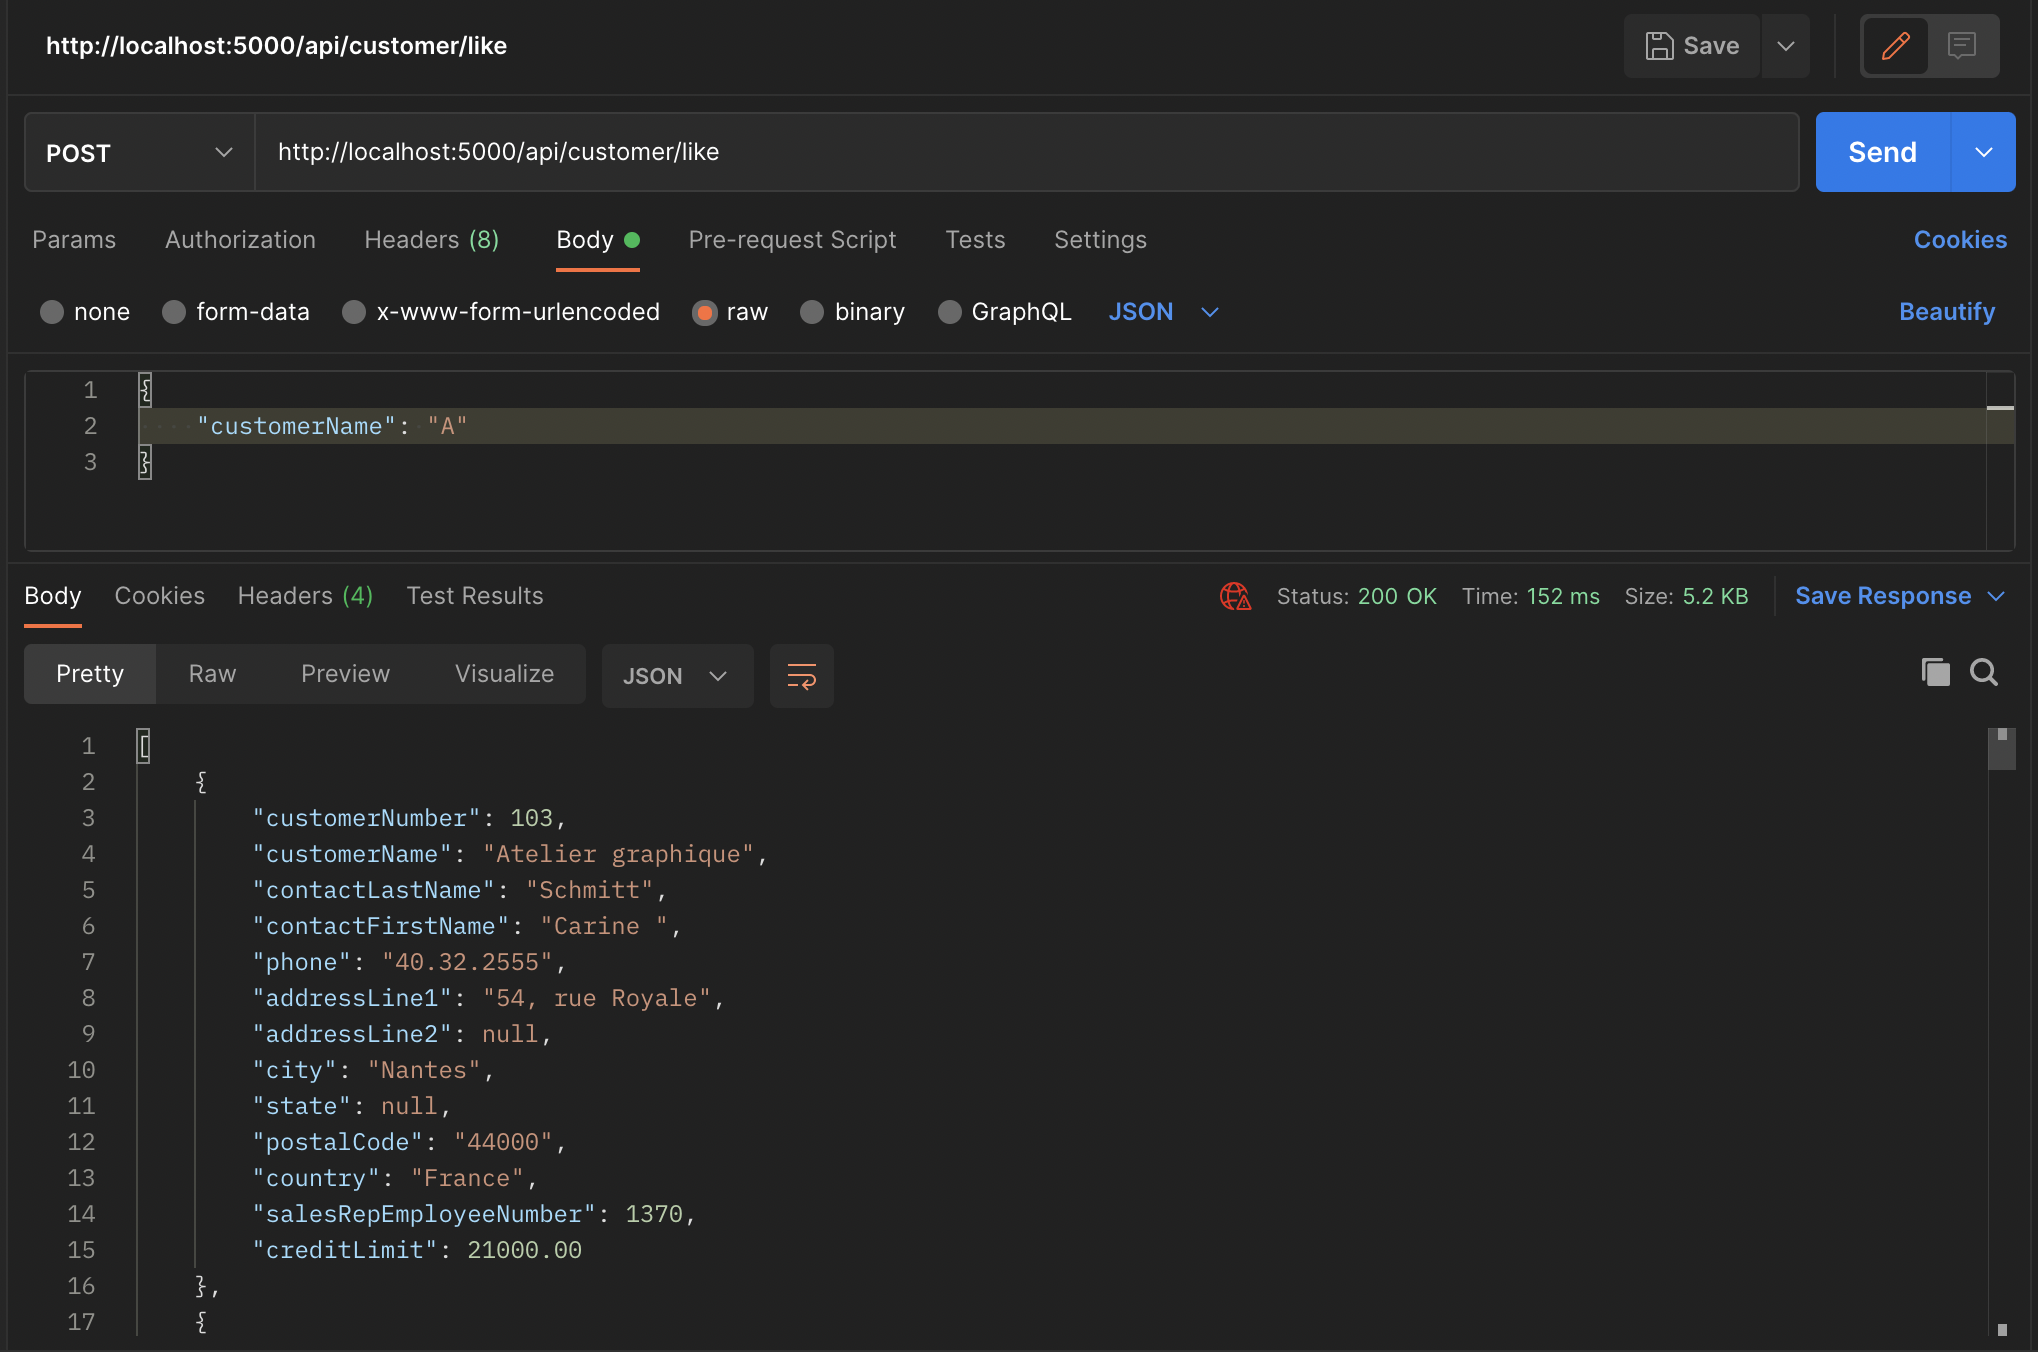 http://localhost:5000/api/customer/like
Save
POST
http://localhost:5000/api/customer/like
Send
Params Authorization Headers (8) Body Pre-request Script Tests Settings Cookies
none form-data x-www-form-urlencoded raw binary GraphQL JSON Beautify
1 {
2 "customerName": "A"
3 }
Body Cookies Headers (4) Test Results Status: 200 OK Time: 152 ms Size: 5.2 KB Save Response
Pretty Raw Preview Visualize JSON
1 [
2 {
3 "customerNumber": 103,
4 "customerName": "Atelier graphique",
5 "contactLastName": "Schmitt",
6 "contactFirstName": "Carine ",
7 "phone": "40.32.2555",
8 "addressLine1": "54, rue Royale",
9 "addressLine2": null,
10 "city": "Nantes",
11 "state": null,
12 "postalCode": "44000",
13 "country": "France",
14 "salesRepEmployeeNumber": 1370,
15 "creditLimit": 21000.00
16 },
17 {